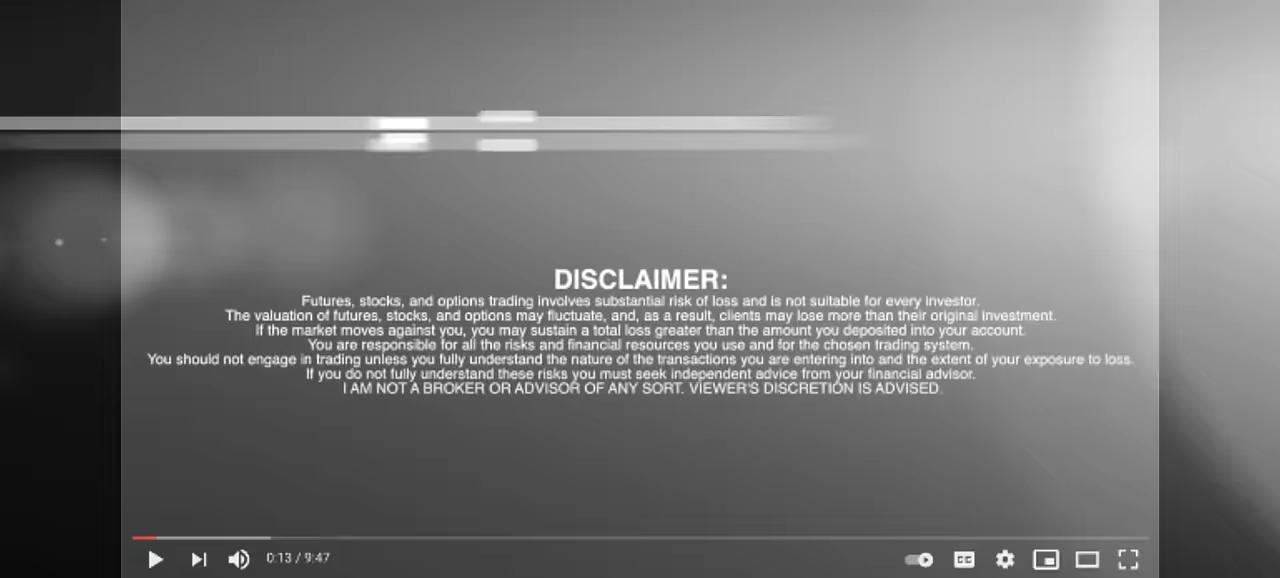 DISCLAIMER:
Futures, stocks, and options trading involves substantial risk of loss and is not suitable for every investor.
The valuation of futures, stocks, and options may fluctuate, and, as a result, clients may lose more than their original investment.
If the market moves against you, you may sustain a total loss greater than the amount you deposited into your account.
You are responsible for all the risks and financial resources you use and for the chosen trading system.
You should not engage in trading unless you fully understand the nature of the transactions you are entering into and the extent of your exposure to loss.
If you do not fully understand these risks you must seek independent advice from your financial advisor.
I AM NOT A BROKER OR ADVISOR OF ANY SORT. VIEWER'S DISCRETION IS ADVISED.
0:13 / 9:47 CC